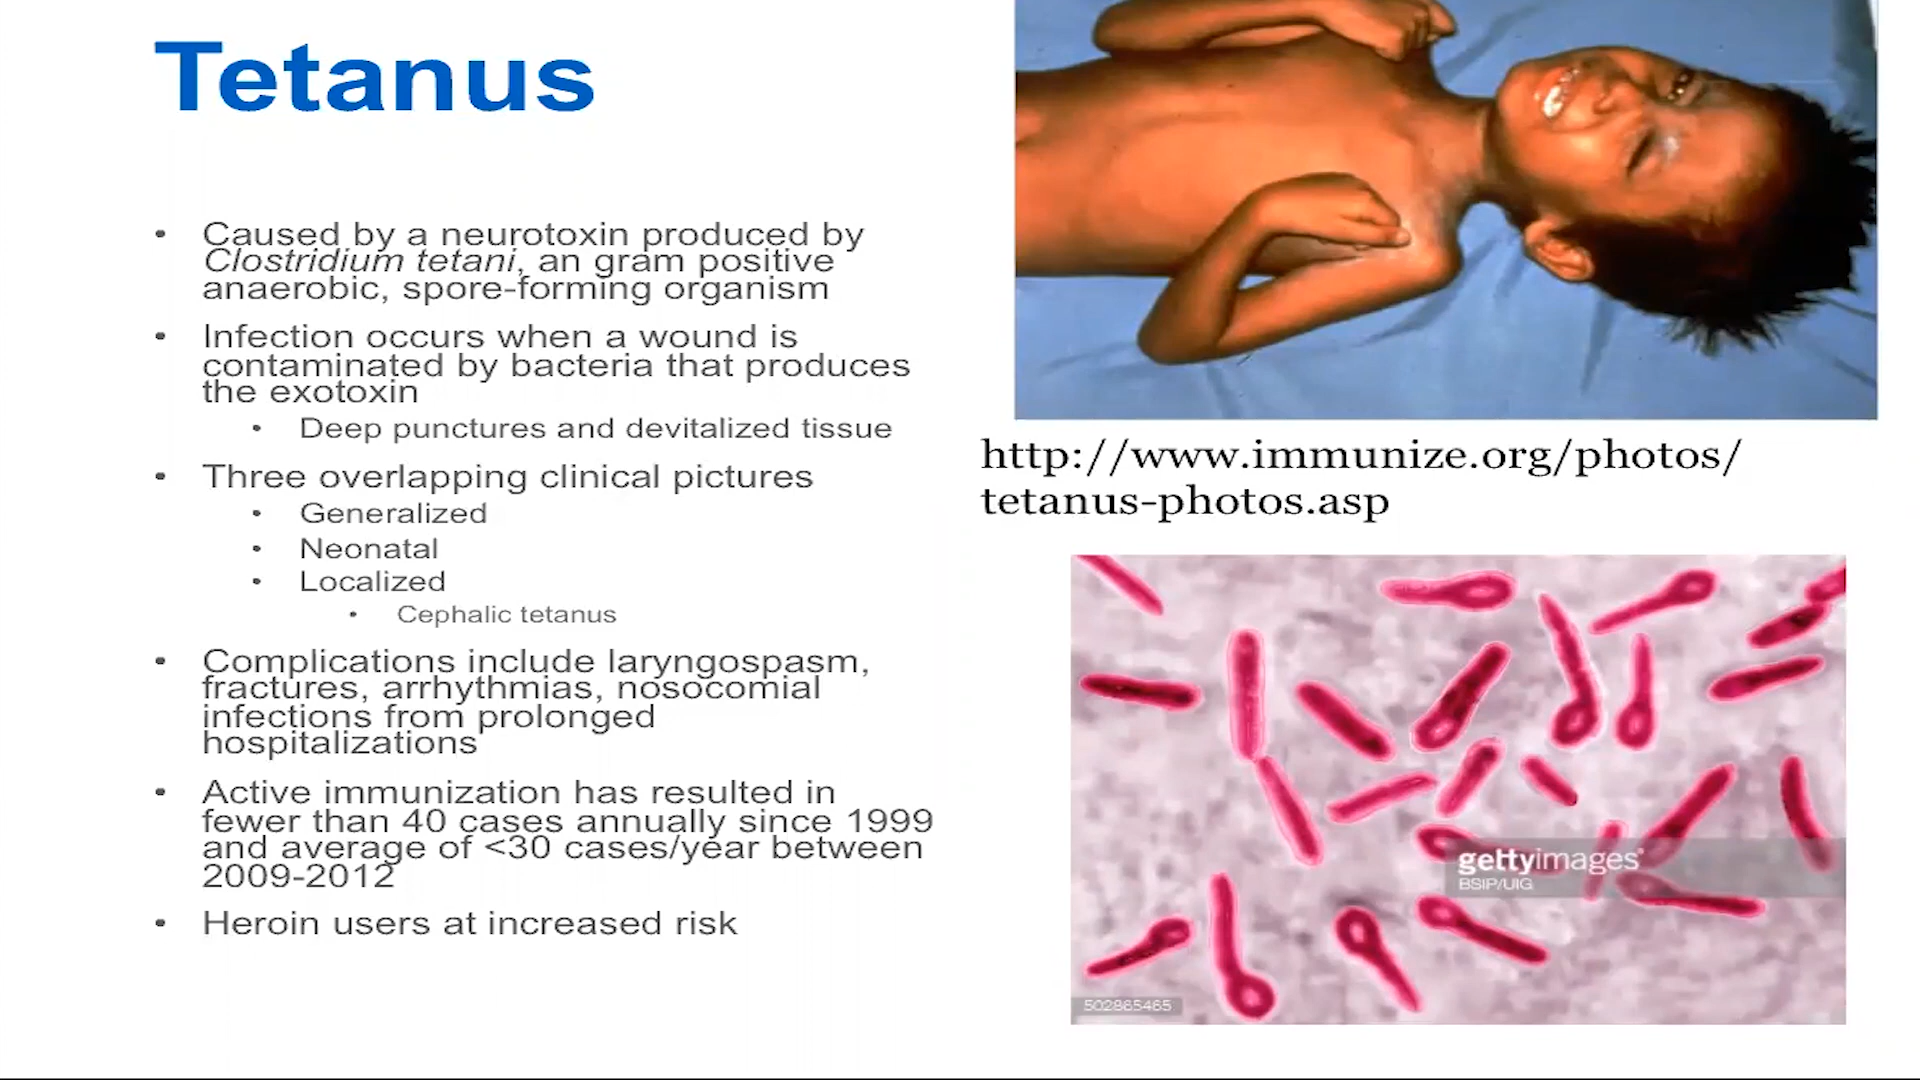 Tetanus
• Caused by a neurotoxin produced by
Clostridium tetani, an gram positive
anaerobic, spore-forming organism
• Infection occurs when a wound is
contaminated by bacteria that produces
the exotoxin
• Deep punctures and devitalized tissue
• Three overlapping clinical pictures
• Generalized
• Neonatal
• Localized
• Cephalic tetanus
• Complications include laryngospasm,
fractures, arrhythmias, nosocomial
infections from prolonged
hospitalizations
• Active immunization has resulted in
fewer than 40 cases annually since 1999
and average of <30 cases/year between
2009-2012
• Heroin users at increased risk
http://www.immunize.org/photos/
tetanus-photos.asp
gettyimages®
BSIP/UIG
502865465